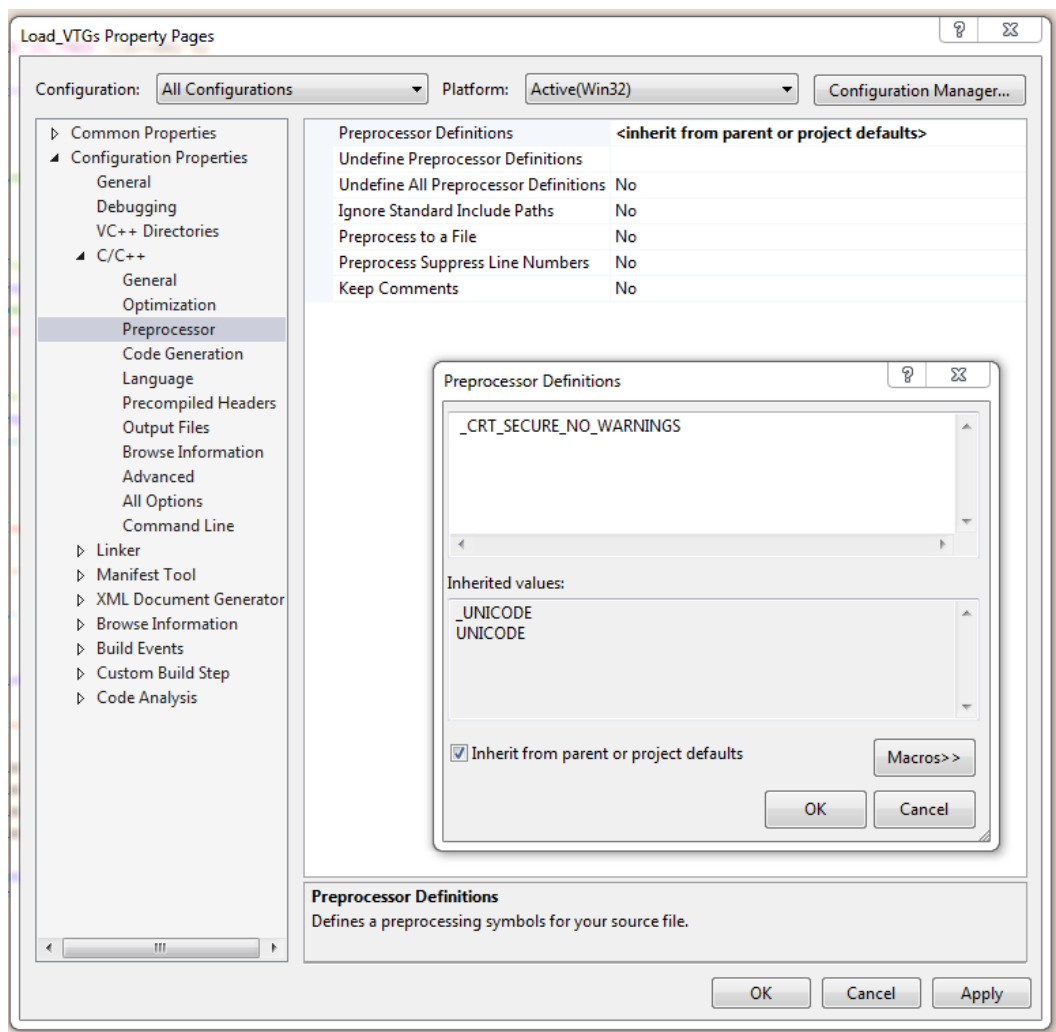 Load_VTGs Property Pages
Configuration: All Configurations Platform: Active(Win32) Configuration Manager...
Common Properties
Configuration Properties
General
Debugging
VC++ Directories
C/C++
General
Optimization
Preprocessor
Code Generation
Language
Precompiled Headers
Output Files
Browse Information
Advanced
All Options
Command Line
Linker
Manifest Tool
XML Document Generator
Browse Information
Build Events
Custom Build Step
Code Analysis
Preprocessor Definitions <inherit from parent or project defaults>
Undefine Preprocessor Definitions
Undefine All Preprocessor Definitions No
Ignore Standard Include Paths No
Preprocess to a File No
Preprocess Suppress Line Numbers No
Keep Comments No
Preprocessor Definitions
_CRT_SECURE_NO_WARNINGS
Inherited values:
_UNICODE
UNICODE
Inherit from parent or project defaults
Macros>>
OK Cancel
Preprocessor Definitions
Defines a preprocessing symbols for your source file.
OK Cancel Apply